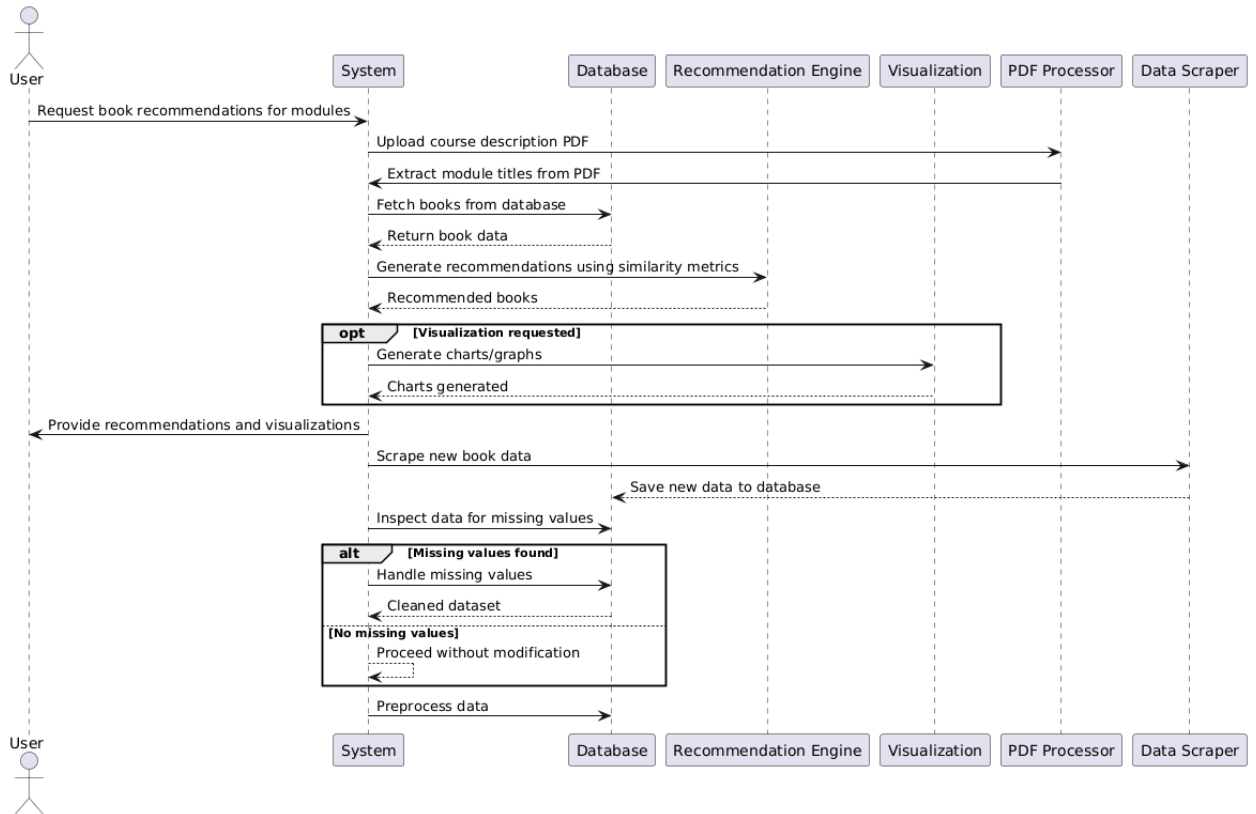 User
System
Database
Recommendation Engine
Visualization
PDF Processor
Data Scraper
Request book recommendations for modules
Upload course description PDF
Extract module titles from PDF
Fetch books from database
Return book data
Generate recommendations using similarity metrics
Recommended books
opt [Visualization requested]
Generate charts/graphs
Charts generated
Provide recommendations and visualizations
Scrape new book data
Save new data to database
Inspect data for missing values
alt [Missing values found]
Handle missing values
Cleaned dataset
[No missing values]
Proceed without modification
Preprocess data
User
System
Database
Recommendation Engine
Visualization
PDF Processor
Data Scraper